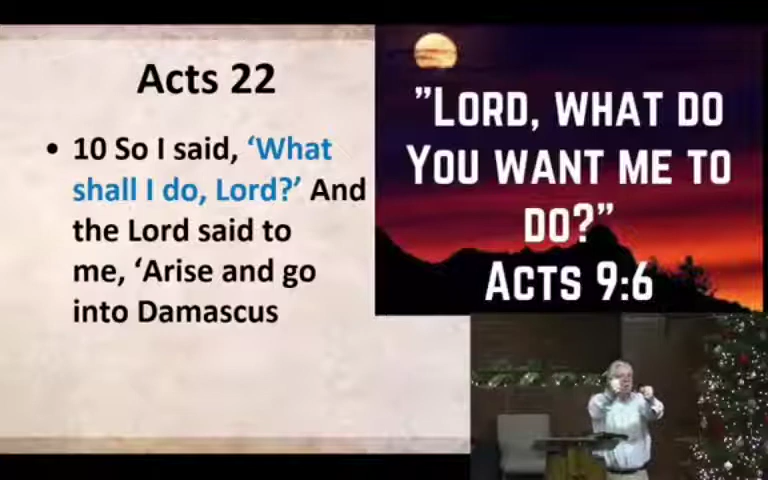 Acts 22
• 10 So I said, ‘What
shall I do, Lord?’ And
the Lord said to
me, ‘Arise and go
into Damascus
"LORD, WHAT DO
YOU WANT ME TO
DO?"
ACTS 9:6